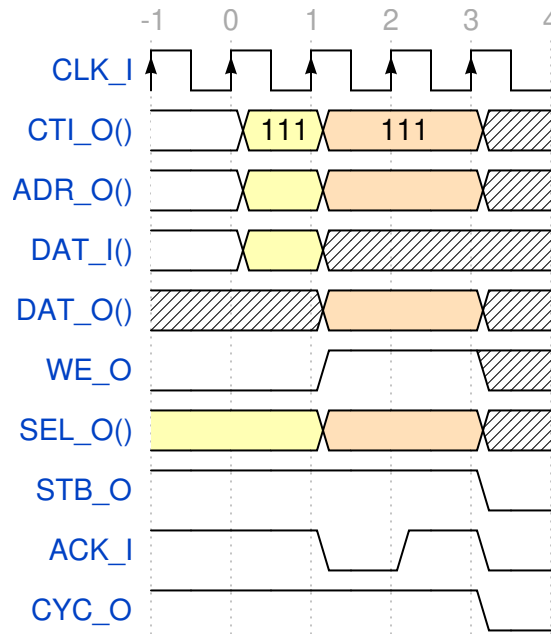 -1 0 1 2 3 4
CLK_I
CTI_O() 111 111
ADR_O()
DAT_I()
DAT_O()
WE_O
SEL_O()
STB_O
ACK_I
CYC_O